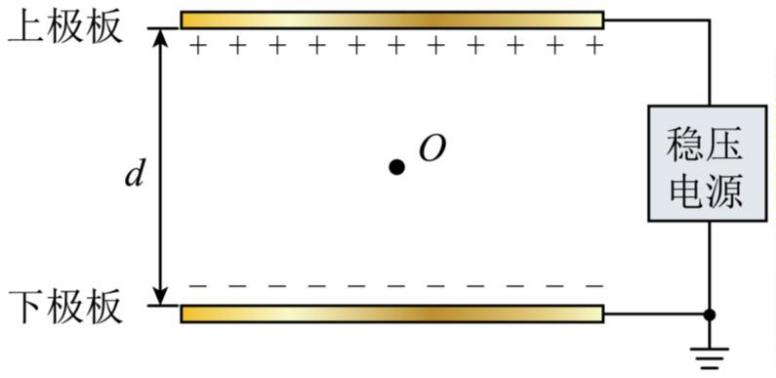 上极板
+ + + + + + + + + + +
O
d
稳压
电源
− − − − − − − − − − −
下极板